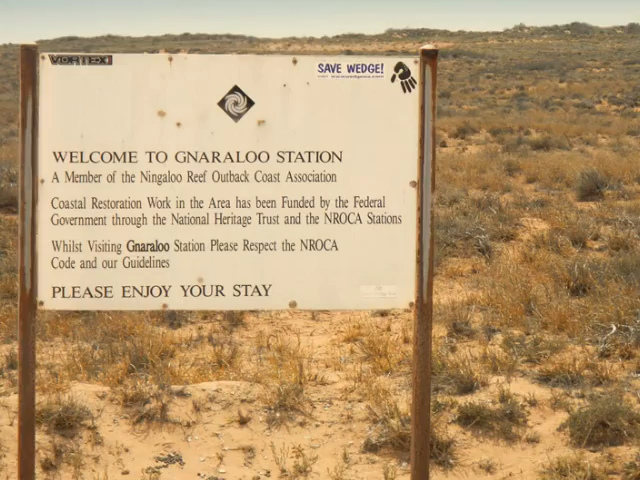 VORTEX
SAVE WEDGE!
WELCOME TO GNARALOO STATION
A Member of the Ningaloo Reef Outback Coast Association
Coastal Restoration Work in the Area has been Funded by the Federal
Government through the National Heritage Trust and the NROCA Stations
Whilst Visiting Gnaraloo Station Please Respect the NROCA
Code and our Guidelines
PLEASE ENJOY YOUR STAY